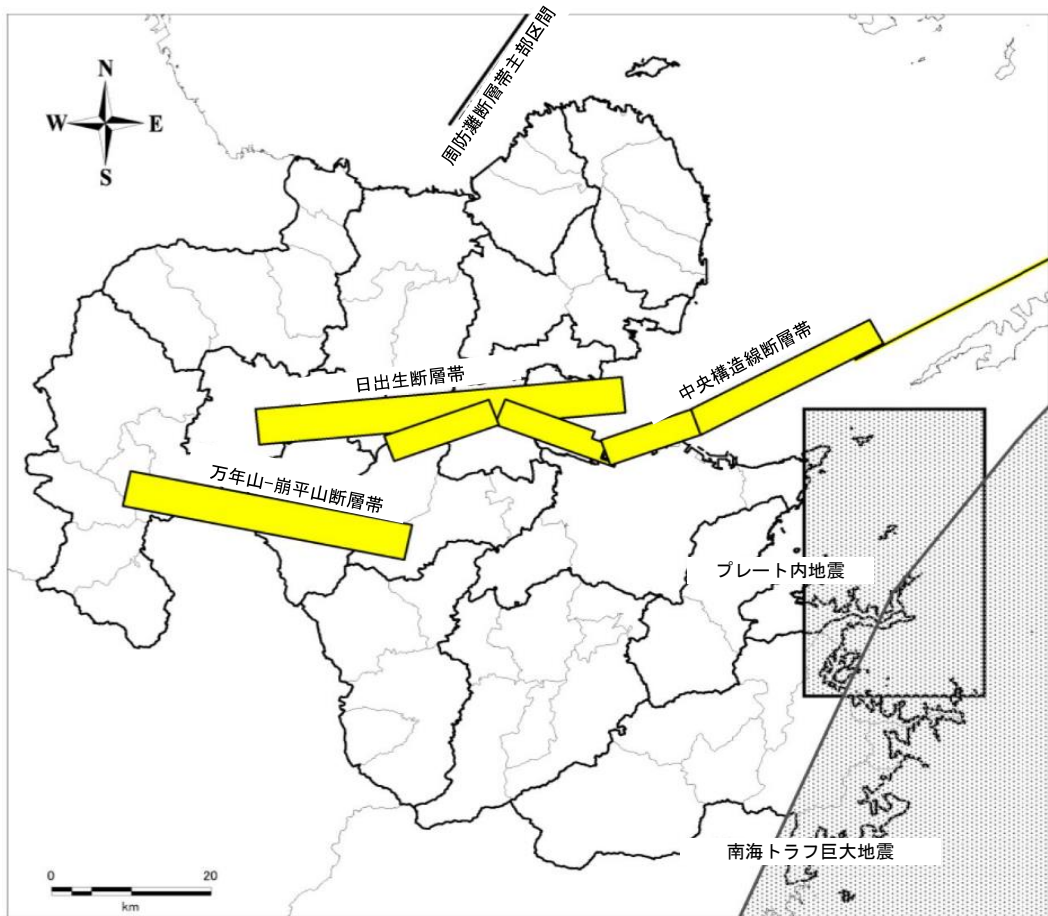 周防灘断層帯主部区間
N
W E
S
日出生断層帯
中央構造線断層帯
万年山-崩平山断層帯
プレート内地震
南海トラフ巨大地震
0 20
km